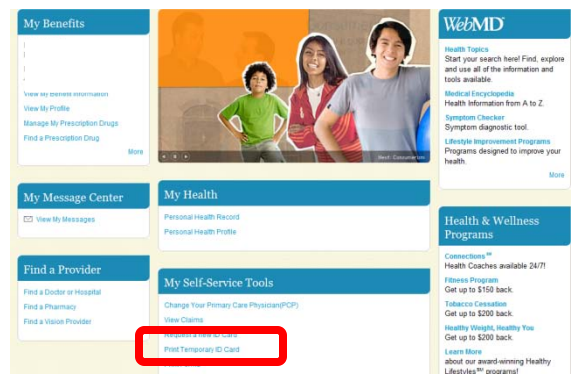 My Benefits
View My Benefit Information
View My Profile
Manage My Prescription Drugs
Find a Prescription Drug
More
My Message Center
View My Messages
Find a Provider
Find a Doctor or Hospital
Find a Pharmacy
Find a Vision Provider
My Health
Personal Health Record
Personal Health Profile
My Self-Service Tools
Change Your Primary Care Physician(PCP)
View Claims
Request a new ID Card
Print Temporary ID Card
WebMD
Health Topics
Start your search here! Find, explore
and use all of the information and
tools available.
Medical Encyclopedia
Health Information from A to Z.
Symptom Checker
Symptom diagnostic tool.
Lifestyle Improvement Programs
Programs designed to improve your
health.
More
Health & Wellness
Programs
Connections℠
Health Coaches available 24/7!
Fitness Program
Get up to $150 back.
Tobacco Cessation
Get up to $200 back.
Healthy Weight, Healthy You
Get up to $200 back.
Learn More
about our award-winning Healthy
Lifestyles℠ programs!